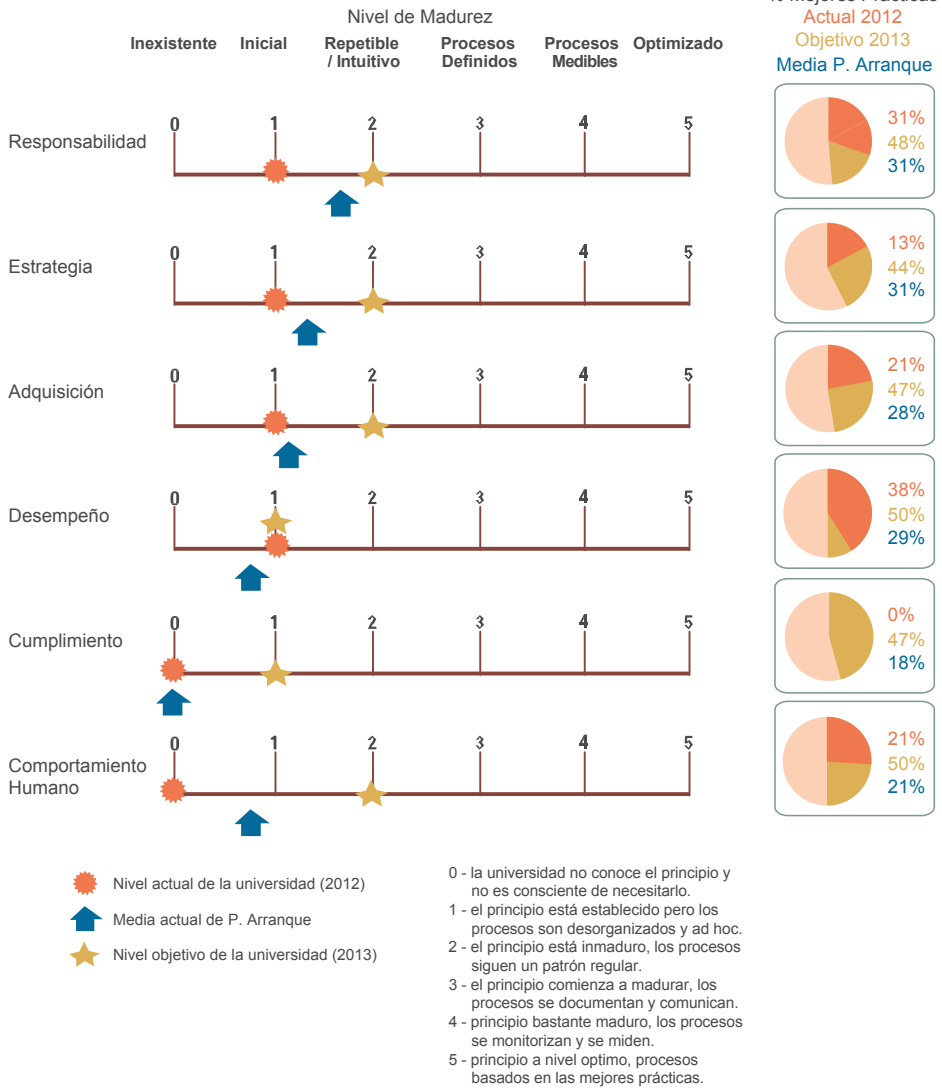 % Mejores Prácticas
Nivel de Madurez
Actual 2012
Objetivo 2013
Media P. Arranque
Inexistente Inicial Repetible / Intuitivo Procesos Definidos Procesos Medibles Optimizado
Responsabilidad
0 1 2 3 4 5
31%
48%
31%
Estrategia
0 1 2 3 4 5
13%
44%
31%
Adquisición
0 1 2 3 4 5
21%
47%
28%
Desempeño
0 1 2 3 4 5
38%
50%
29%
Cumplimiento
0 1 2 3 4 5
0%
47%
18%
Comportamiento
Humano
0 1 2 3 4 5
21%
50%
21%
Nivel actual de la universidad (2012)
Media actual de P. Arranque
Nivel objetivo de la universidad (2013)
0 - la universidad no conoce el principio y
no es consciente de necesitarlo.
1 - el principio está establecido pero los
procesos son desorganizados y ad hoc.
2 - el principio está inmaduro, los procesos
siguen un patrón regular.
3 - el principio comienza a madurar, los
procesos se documentan y comunican.
4 - principio bastante maduro, los procesos
se monitorizan y se miden.
5 - principio a nivel optimo, procesos
basados en las mejores prácticas.